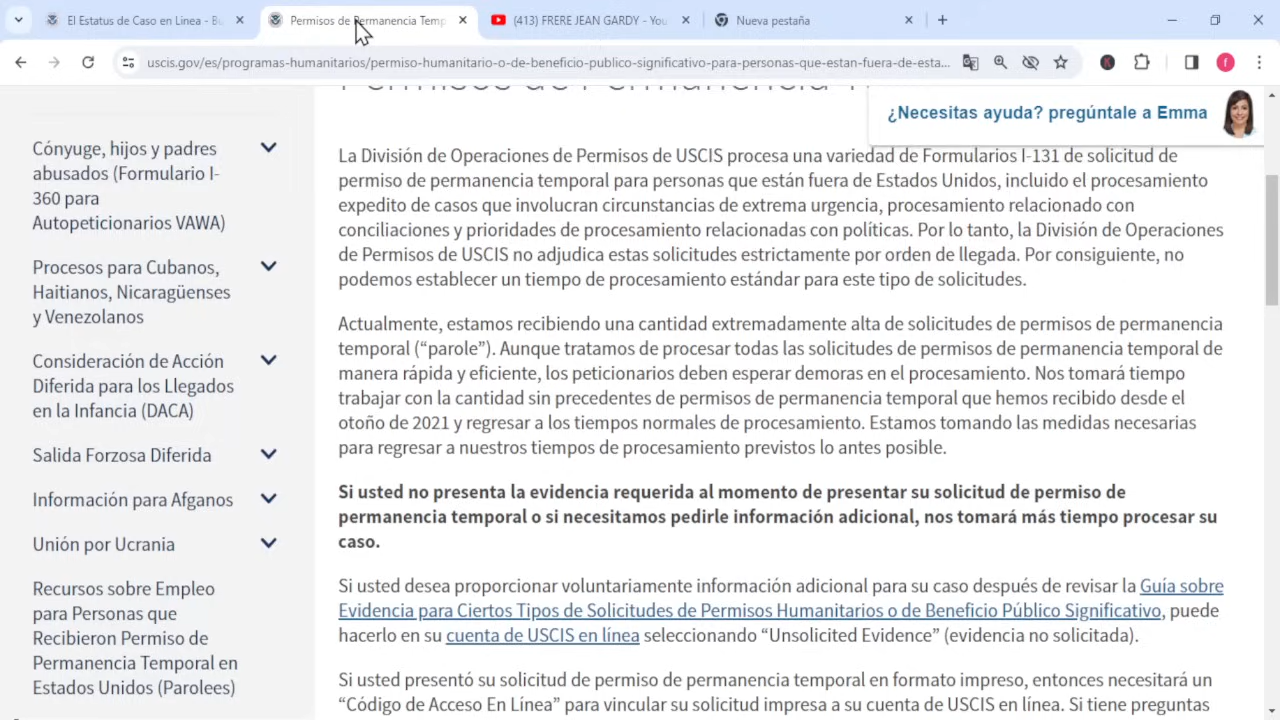 El Estatus de Caso en Linea - Bu
Permisos de Permanencia Temp
(413) FRERE JEAN GARDY - You
Nueva pestaña
uscis.gov/es/programas-humanitarios/permiso-humanitario-o-de-beneficio-publico-significativo-para-personas-que-estan-fuera-de-esta...
f
¿Necesitas ayuda? pregúntale a Emma
Cónyuge, hijos y padres
abusados (Formulario I-
360 para
Autopeticionarios VAWA)
Procesos para Cubanos,
Haitianos, Nicaragüenses
y Venezolanos
Consideración de Acción
Diferida para los Llegados
en la Infancia (DACA)
Salida Forzosa Diferida
Información para Afganos
Unión por Ucrania
Recursos sobre Empleo
para Personas que
Recibieron Permiso de
Permanencia Temporal en
Estados Unidos (Parolees)
Permisos de Permanencia
La División de Operaciones de Permisos de USCIS procesa una variedad de Formularios I-131 de solicitud de
permiso de permanencia temporal para personas que están fuera de Estados Unidos, incluido el procesamiento
expedito de casos que involucran circunstancias de extrema urgencia, procesamiento relacionado con
conciliaciones y prioridades de procesamiento relacionadas con políticas. Por lo tanto, la División de Operaciones
de Permisos de USCIS no adjudica estas solicitudes estrictamente por orden de llegada. Por consiguiente, no
podemos establecer un tiempo de procesamiento estándar para este tipo de solicitudes.
Actualmente, estamos recibiendo una cantidad extremadamente alta de solicitudes de permisos de permanencia
temporal (“parole”). Aunque tratamos de procesar todas las solicitudes de permisos de permanencia temporal de
manera rápida y eficiente, los peticionarios deben esperar demoras en el procesamiento. Nos tomará tiempo
trabajar con la cantidad sin precedentes de permisos de permanencia temporal que hemos recibido desde el
otoño de 2021 y regresar a los tiempos normales de procesamiento. Estamos tomando las medidas necesarias
para regresar a nuestros tiempos de procesamiento previstos lo antes posible.
Si usted no presenta la evidencia requerida al momento de presentar su solicitud de permiso de
permanencia temporal o si necesitamos pedirle información adicional, nos tomará más tiempo procesar su
caso.
Si usted desea proporcionar voluntariamente información adicional para su caso después de revisar la Guía sobre
Evidencia para Ciertos Tipos de Solicitudes de Permisos Humanitarios o de Beneficio Público Significativo, puede
hacerlo en su cuenta de USCIS en línea seleccionando “Unsolicited Evidence” (evidencia no solicitada).
Si usted presentó su solicitud de permiso de permanencia temporal en formato impreso, entonces necesitará un
“Código de Acceso En Línea” para vincular su solicitud impresa a su cuenta de USCIS en línea. Si tiene preguntas